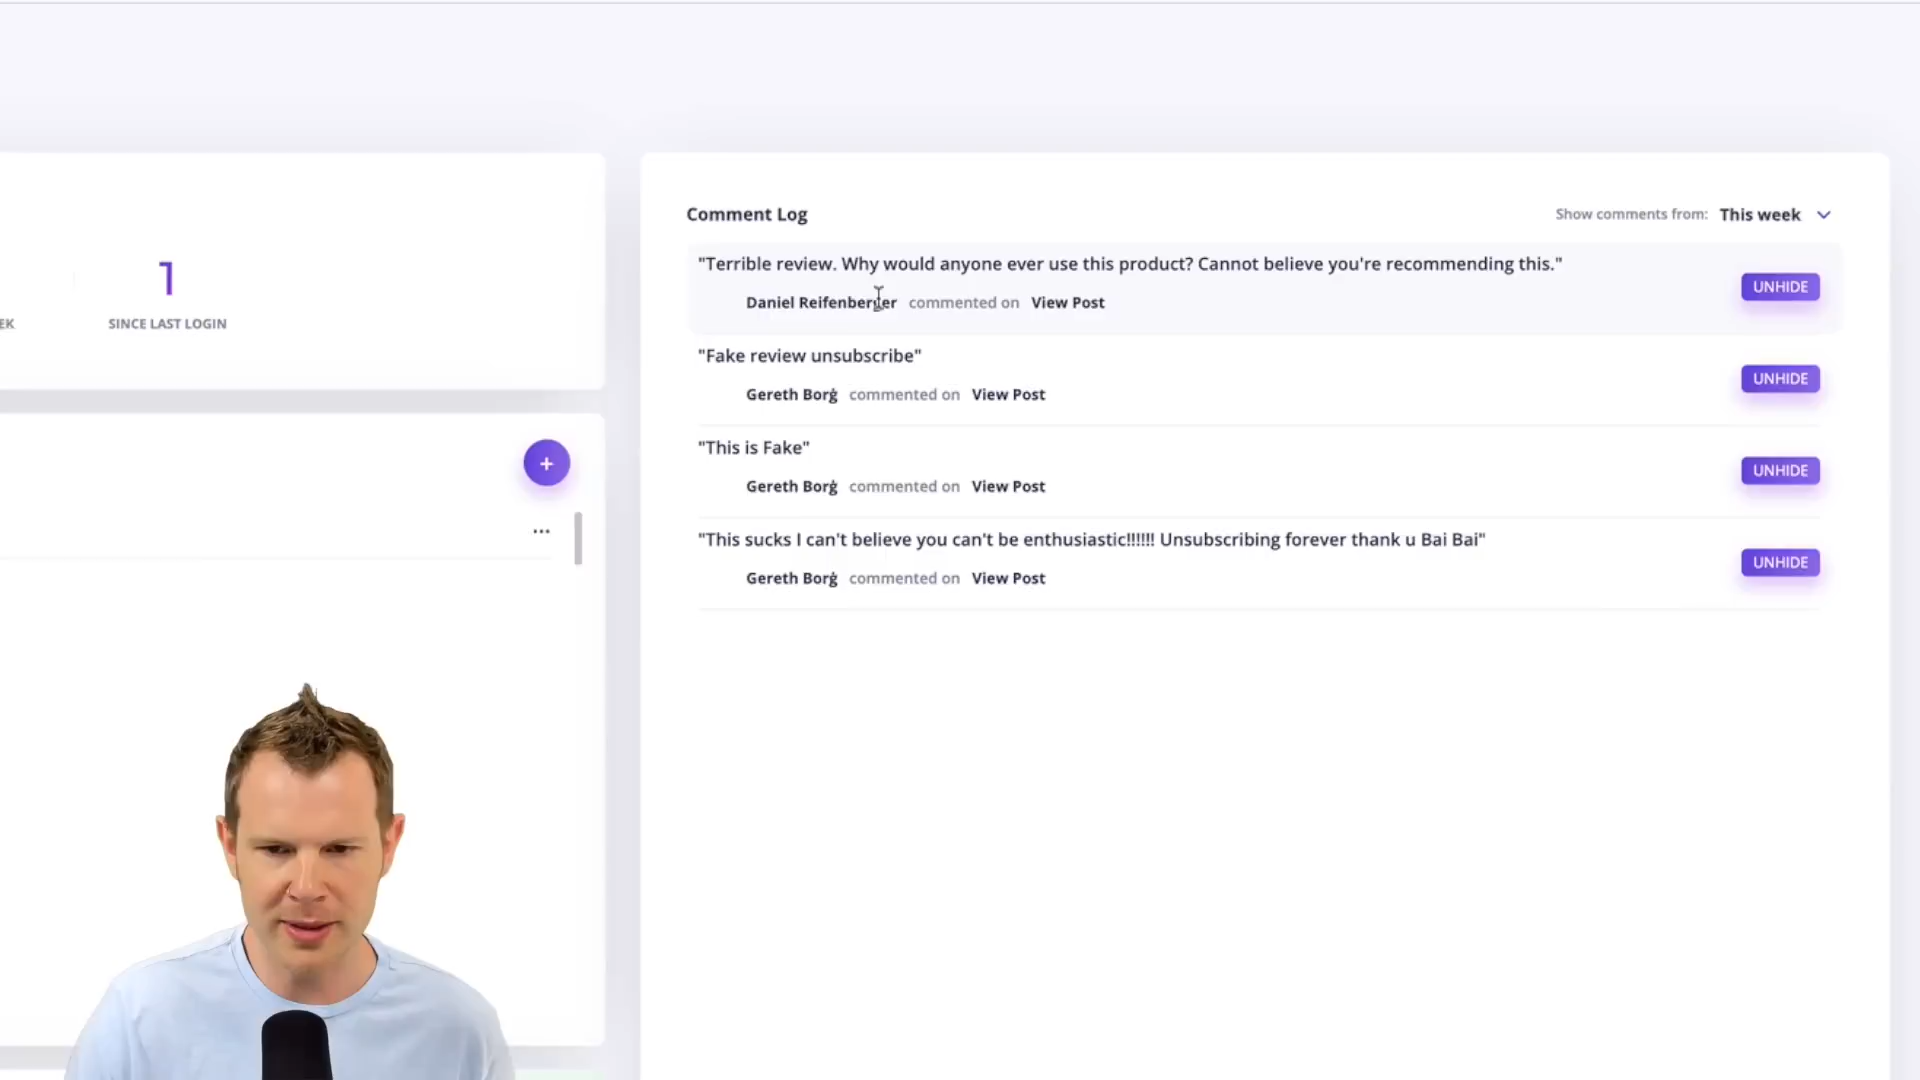 Comment Log
Show comments from: This week
"Terrible review. Why would anyone ever use this product? Cannot believe you're recommending this."
Daniel Reifenberger commented on View Post
UNHIDE
"Fake review unsubscribe"
Gereth Borġ commented on View Post
UNHIDE
"This is Fake"
Gereth Borġ commented on View Post
UNHIDE
"This sucks I can't believe you can't be enthusiastic!!!!!! Unsubscribing forever thank u Bai Bai"
Gereth Borġ commented on View Post
UNHIDE
1
EK
SINCE LAST LOGIN
+
...